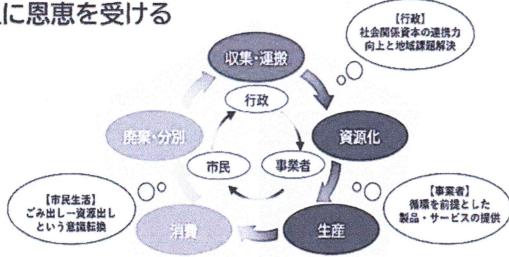 に恩恵を受ける
【行政】
社会関係資本の連携力
向上と地域課題解決
収集・運搬
行政
廃棄・分別
資源化
市民
事業者
【市民生活】
ごみ出し→資源出し
という意識転換
【事業者】
循環を前提とした
製品・サービスの提供
消費
生産